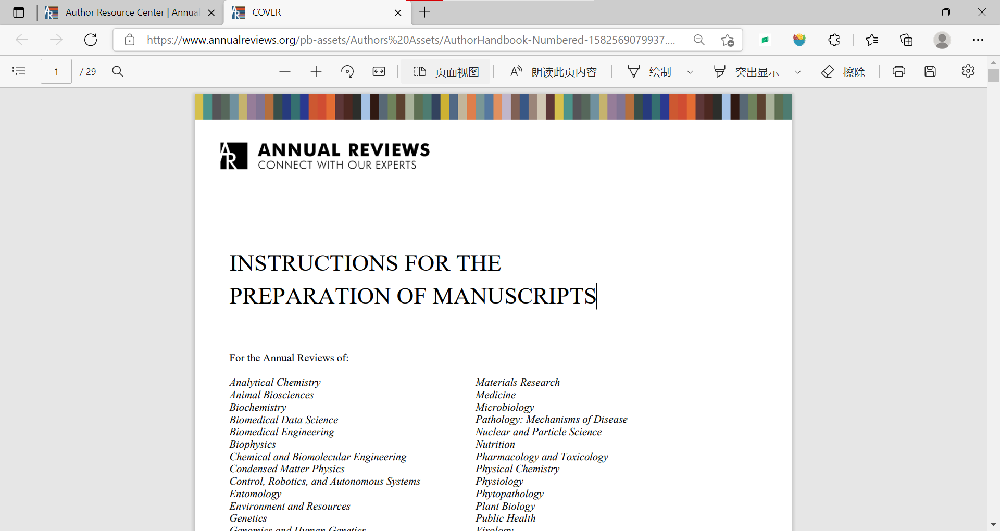 Author Resource Center | Annual
COVER
https://www.annualreviews.org/pb-assets/Authors%20Assets/AuthorHandbook-Numbered-1582569079937....
1 / 29
页面视图
朗读此页内容
绘制
突出显示
擦除
AR
ANNUAL REVIEWS
CONNECT WITH OUR EXPERTS
INSTRUCTIONS FOR THE
PREPARATION OF MANUSCRIPTS
For the Annual Reviews of:
Analytical Chemistry
Animal Biosciences
Biochemistry
Biomedical Data Science
Biomedical Engineering
Biophysics
Chemical and Biomolecular Engineering
Condensed Matter Physics
Control, Robotics, and Autonomous Systems
Entomology
Environment and Resources
Genetics
Genomics and Human Genetics
Materials Research
Medicine
Microbiology
Pathology: Mechanisms of Disease
Nuclear and Particle Science
Nutrition
Pharmacology and Toxicology
Physical Chemistry
Physiology
Phytopathology
Plant Biology
Public Health
Virology